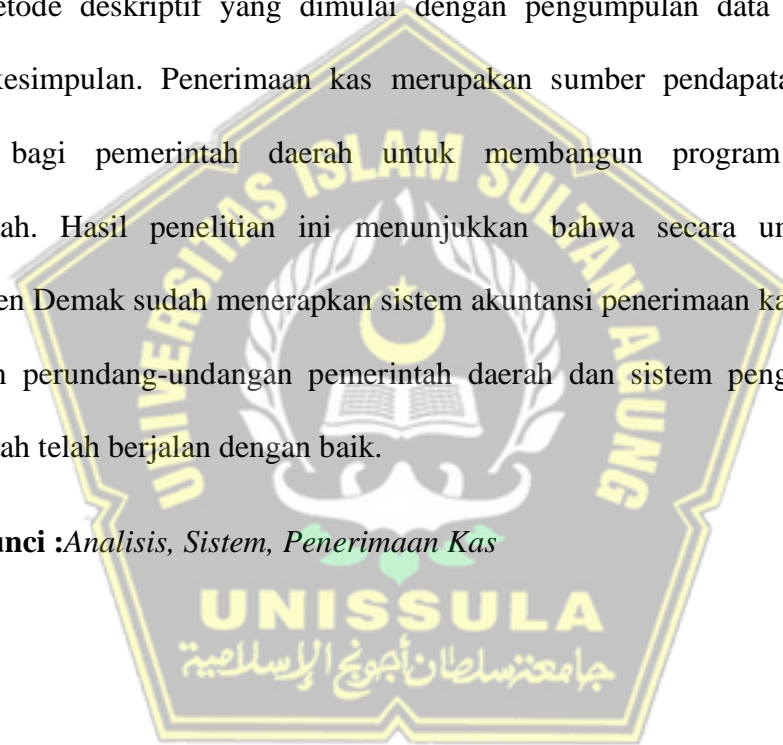 etode deskriptif yang dimulai dengan pengumpulan data
kesimpulan. Penerimaan kas merupakan sumber pendapata
bagi pemerintah daerah untuk membangun program
ah. Hasil penelitian ini menunjukkan bahwa secara un
en Demak sudah menerapkan sistem akuntansi penerimaan ka
n perundang-undangan pemerintah daerah dan sistem peng
ah telah berjalan dengan baik.
unci :Analisis, Sistem, Penerimaan Kas
UNIVERSITAS ISLAM SULTAN AGUNG
UNISSULA
جامعة سلطان أجونج الإسلامية